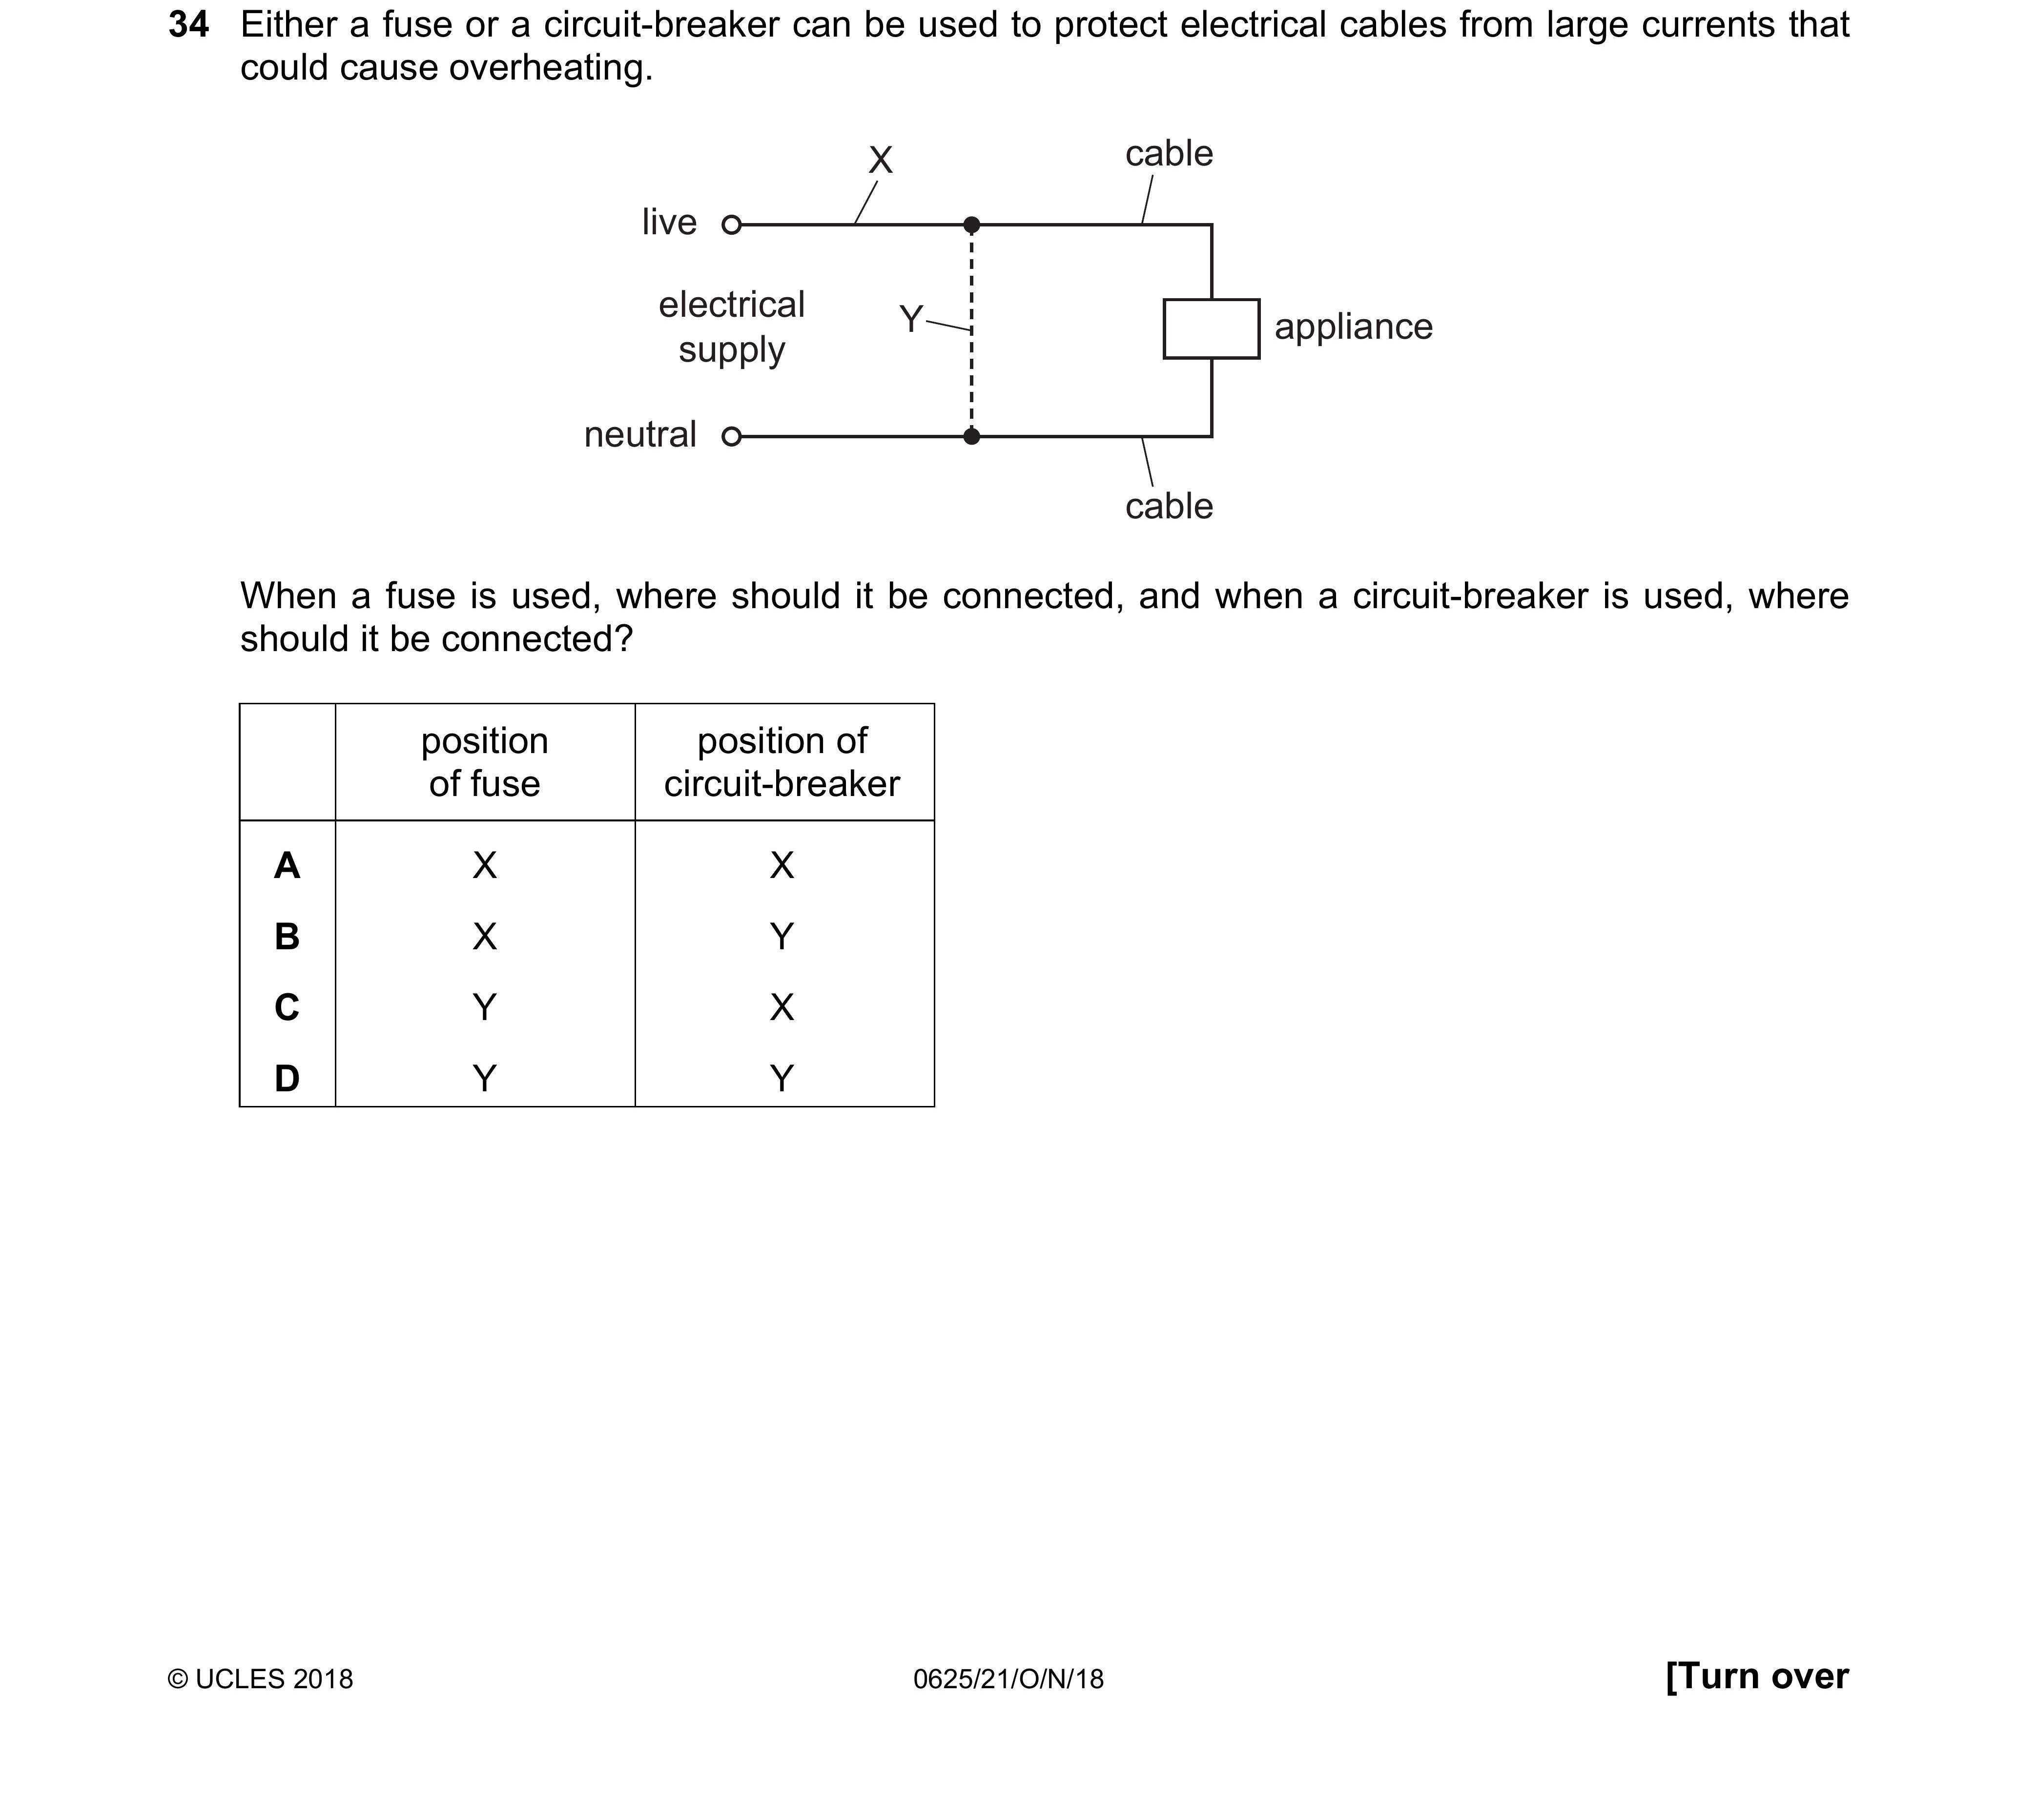 34 Either a fuse or a circuit-breaker can be used to protect electrical cables from large currents that
could cause overheating.
X
cable
live
electrical
supply
Y
appliance
neutral
cable
When a fuse is used, where should it be connected, and when a circuit-breaker is used, where
should it be connected?
position
of fuse
position of
circuit-breaker
A X X
B X Y
C Y X
D Y Y
© UCLES 2018 0625/21/O/N/18 [Turn over